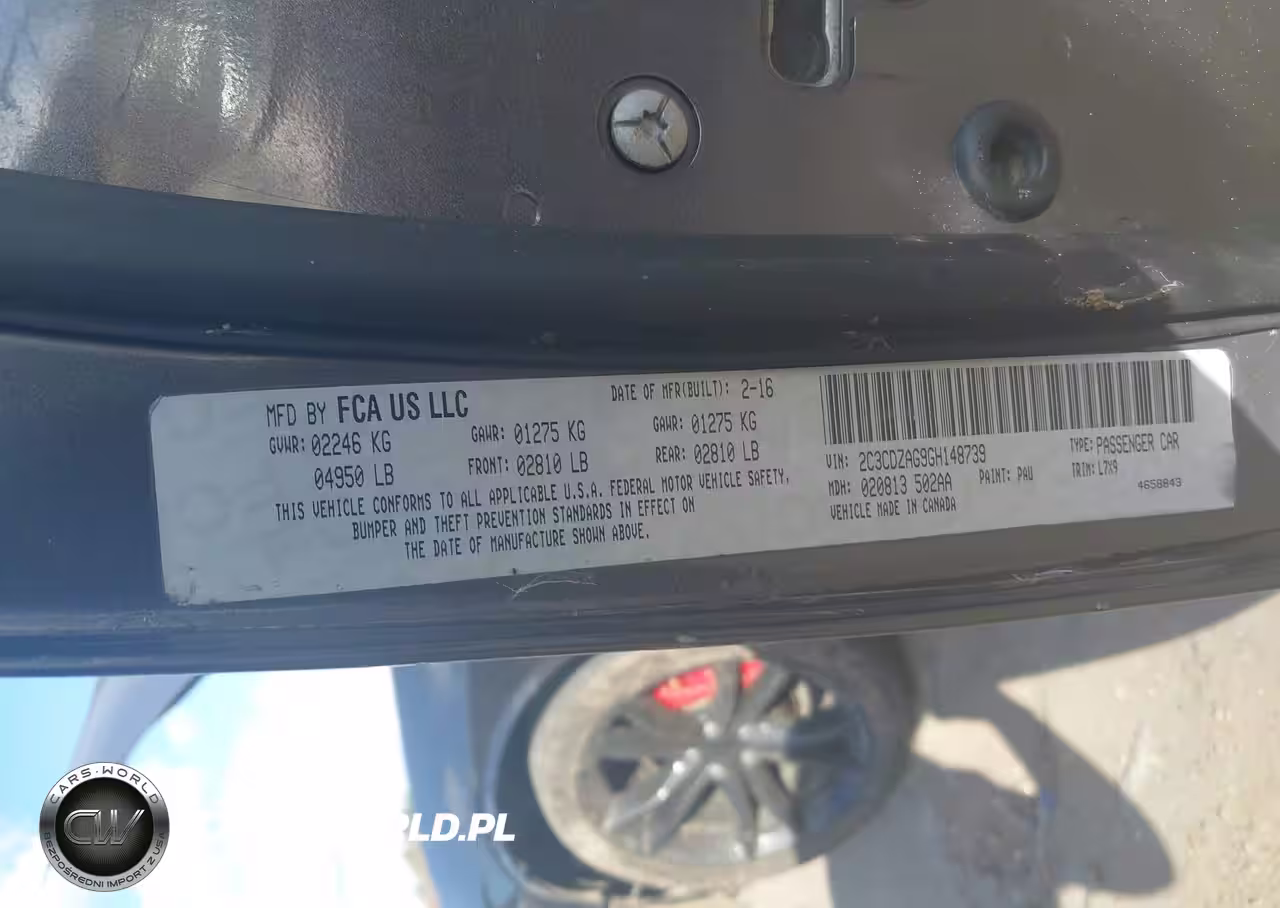 MFD BY FCA US LLC
DATE OF MFR(BUILT): 2-16
GVWR: 02246 KG
04950 LB
GAWR: 01275 KG
FRONT: 02810 LB
GAWR: 01275 KG
REAR: 02810 LB
THIS VEHICLE CONFORMS TO ALL APPLICABLE U.S.A. FEDERAL MOTOR VEHICLE SAFETY,
BUMPER AND THEFT PREVENTION STANDARDS IN EFFECT ON
THE DATE OF MANUFACTURE SHOWN ABOVE.
VIN: 2C3CDZAG9GH148739
TYPE: PASSENGER CAR
MDH: 020813 502AA
PAINT: PAU
TRIM: L7X9
VEHICLE MADE IN CANADA
4658843
CARS·WORLD
CW
BEZPOŚREDNI IMPORT Z USA
LD.PL